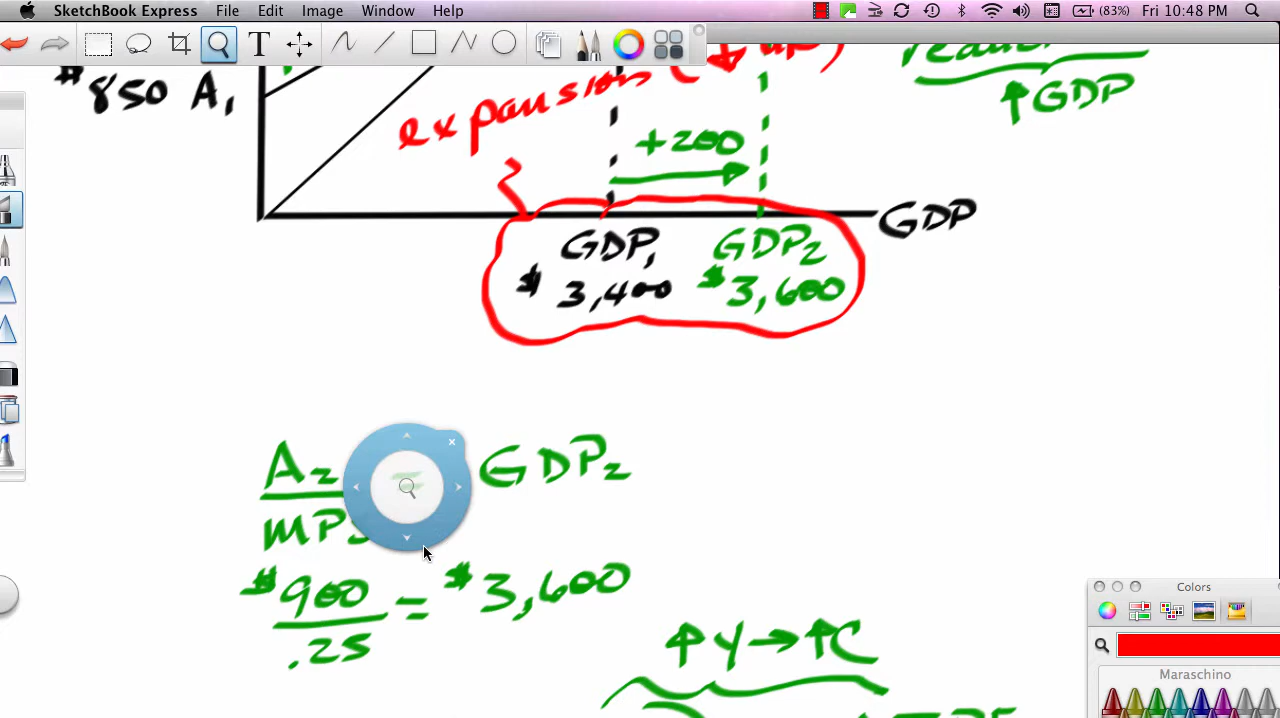 SketchBook Express File Edit Image Window Help (83%) Fri 10:48 PM
T
$850 A1
expansion (
+200
↑GDP
GDP
GDP1 GDP2
$3,400 $3,600
A2 = GDP2
MPS
$900 = $3,600
.25
↑Y→↑C
Colors
Maraschino